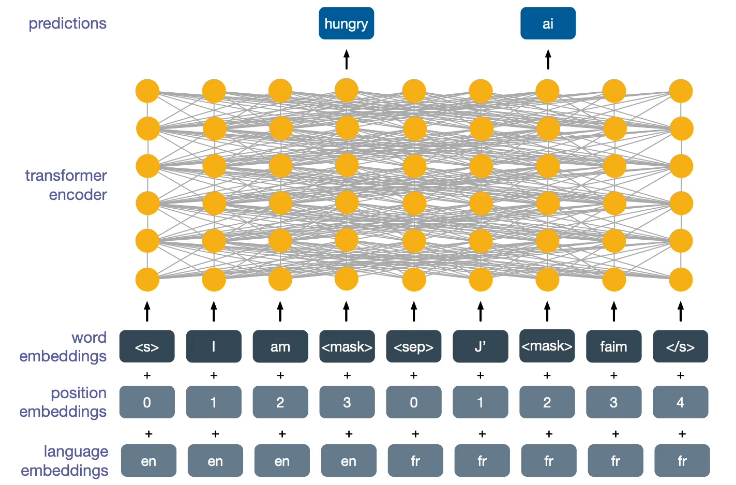 predictions
hungry ai
transformer
encoder
word
embeddings
<s> I am <mask> <sep> J’ <mask> faim </s>
+ + + + + + + + +
position
embeddings
0 1 2 3 0 1 2 3 4
+ + + + + + + + +
language
embeddings
en en en en fr fr fr fr fr